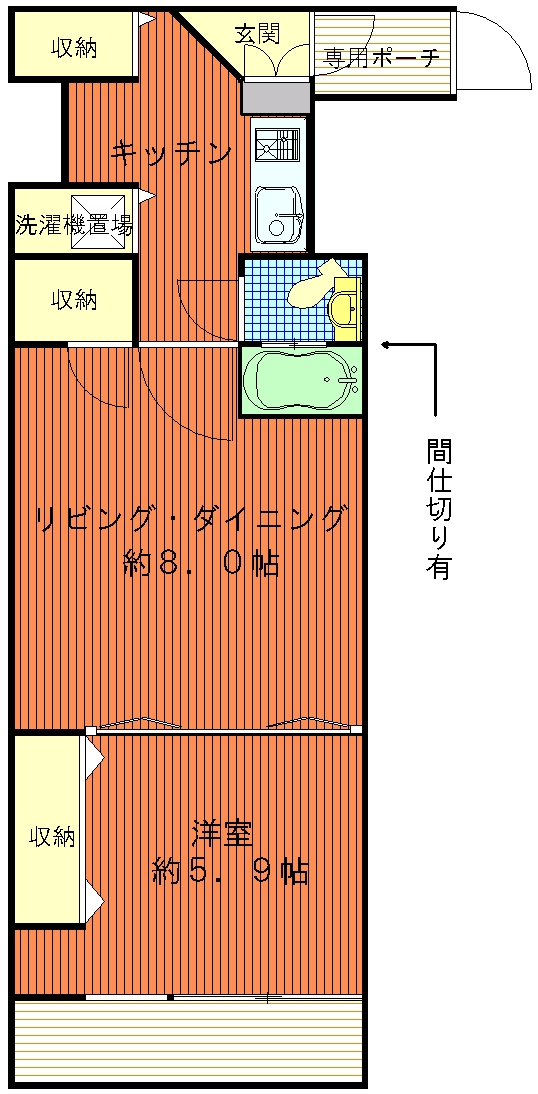 収納
玄関
専用ポーチ
キッチン
洗濯機置場
収納
間仕切り有
リビング・ダイニング
約８．０帖
洋室
約５．９帖
収納